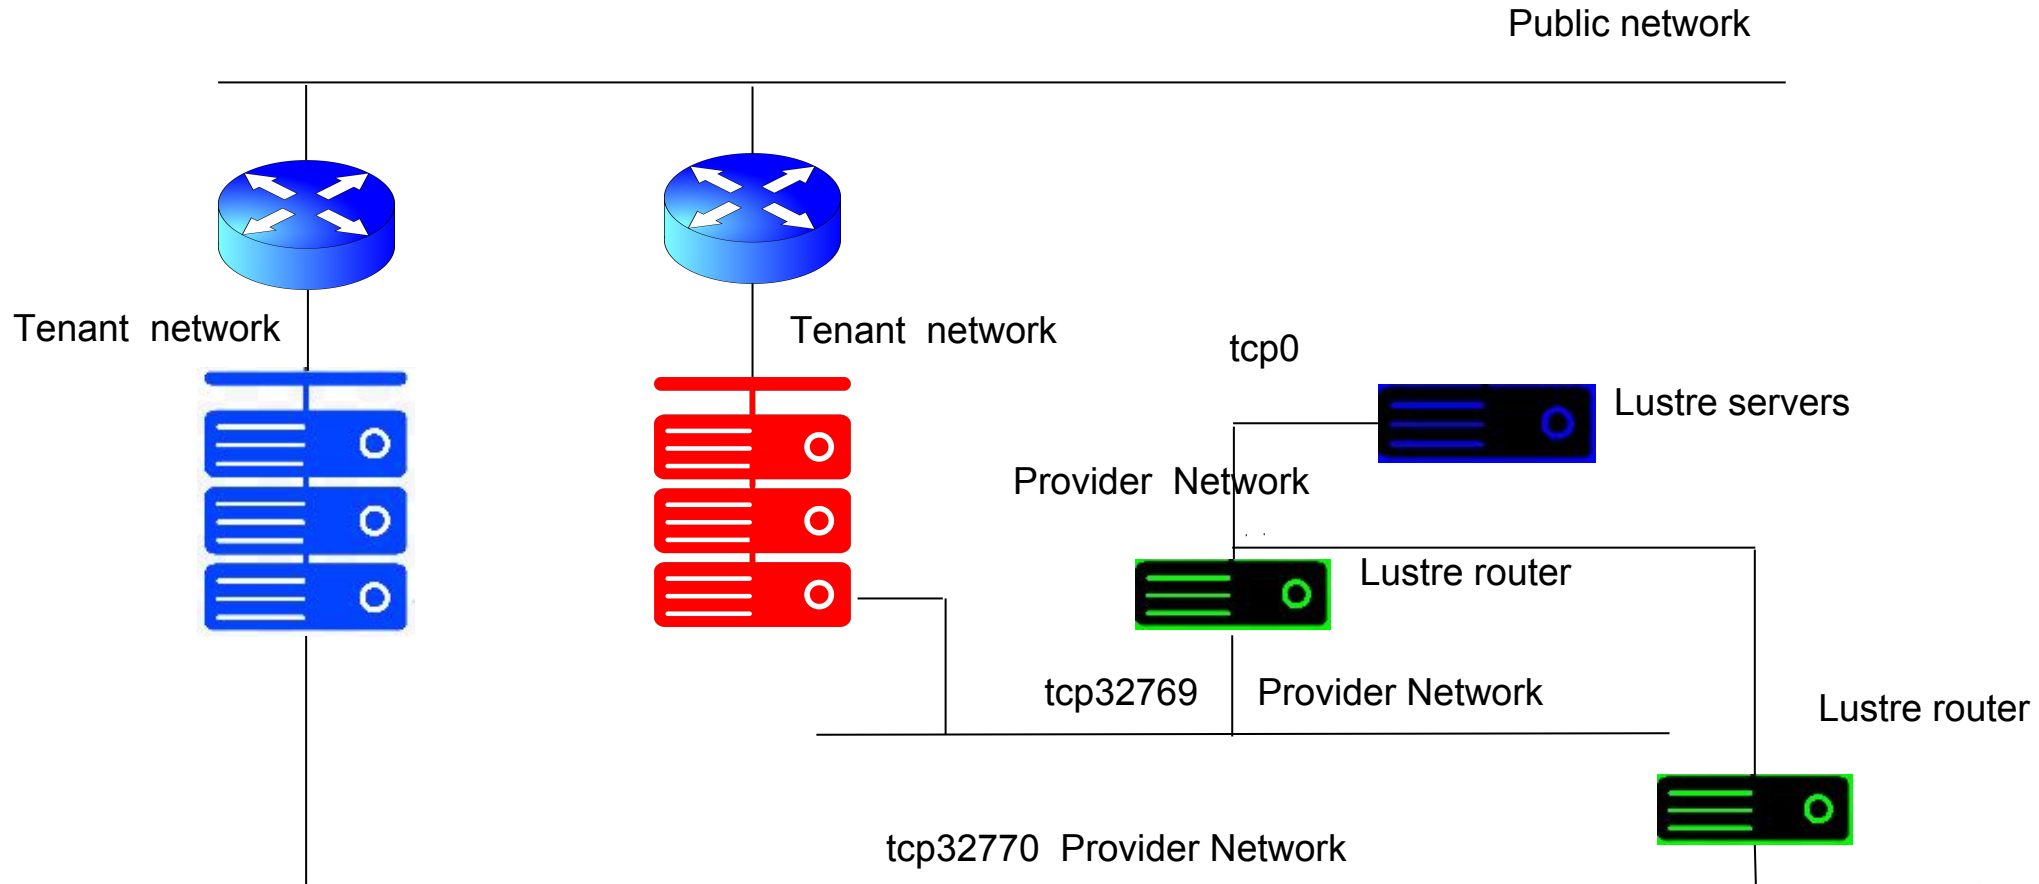 Public network
Tenant  network
Tenant  network
tcp0
Lustre servers
Provider  Network
Lustre router
tcp32769
Provider Network
Lustre router
tcp32770  Provider Network